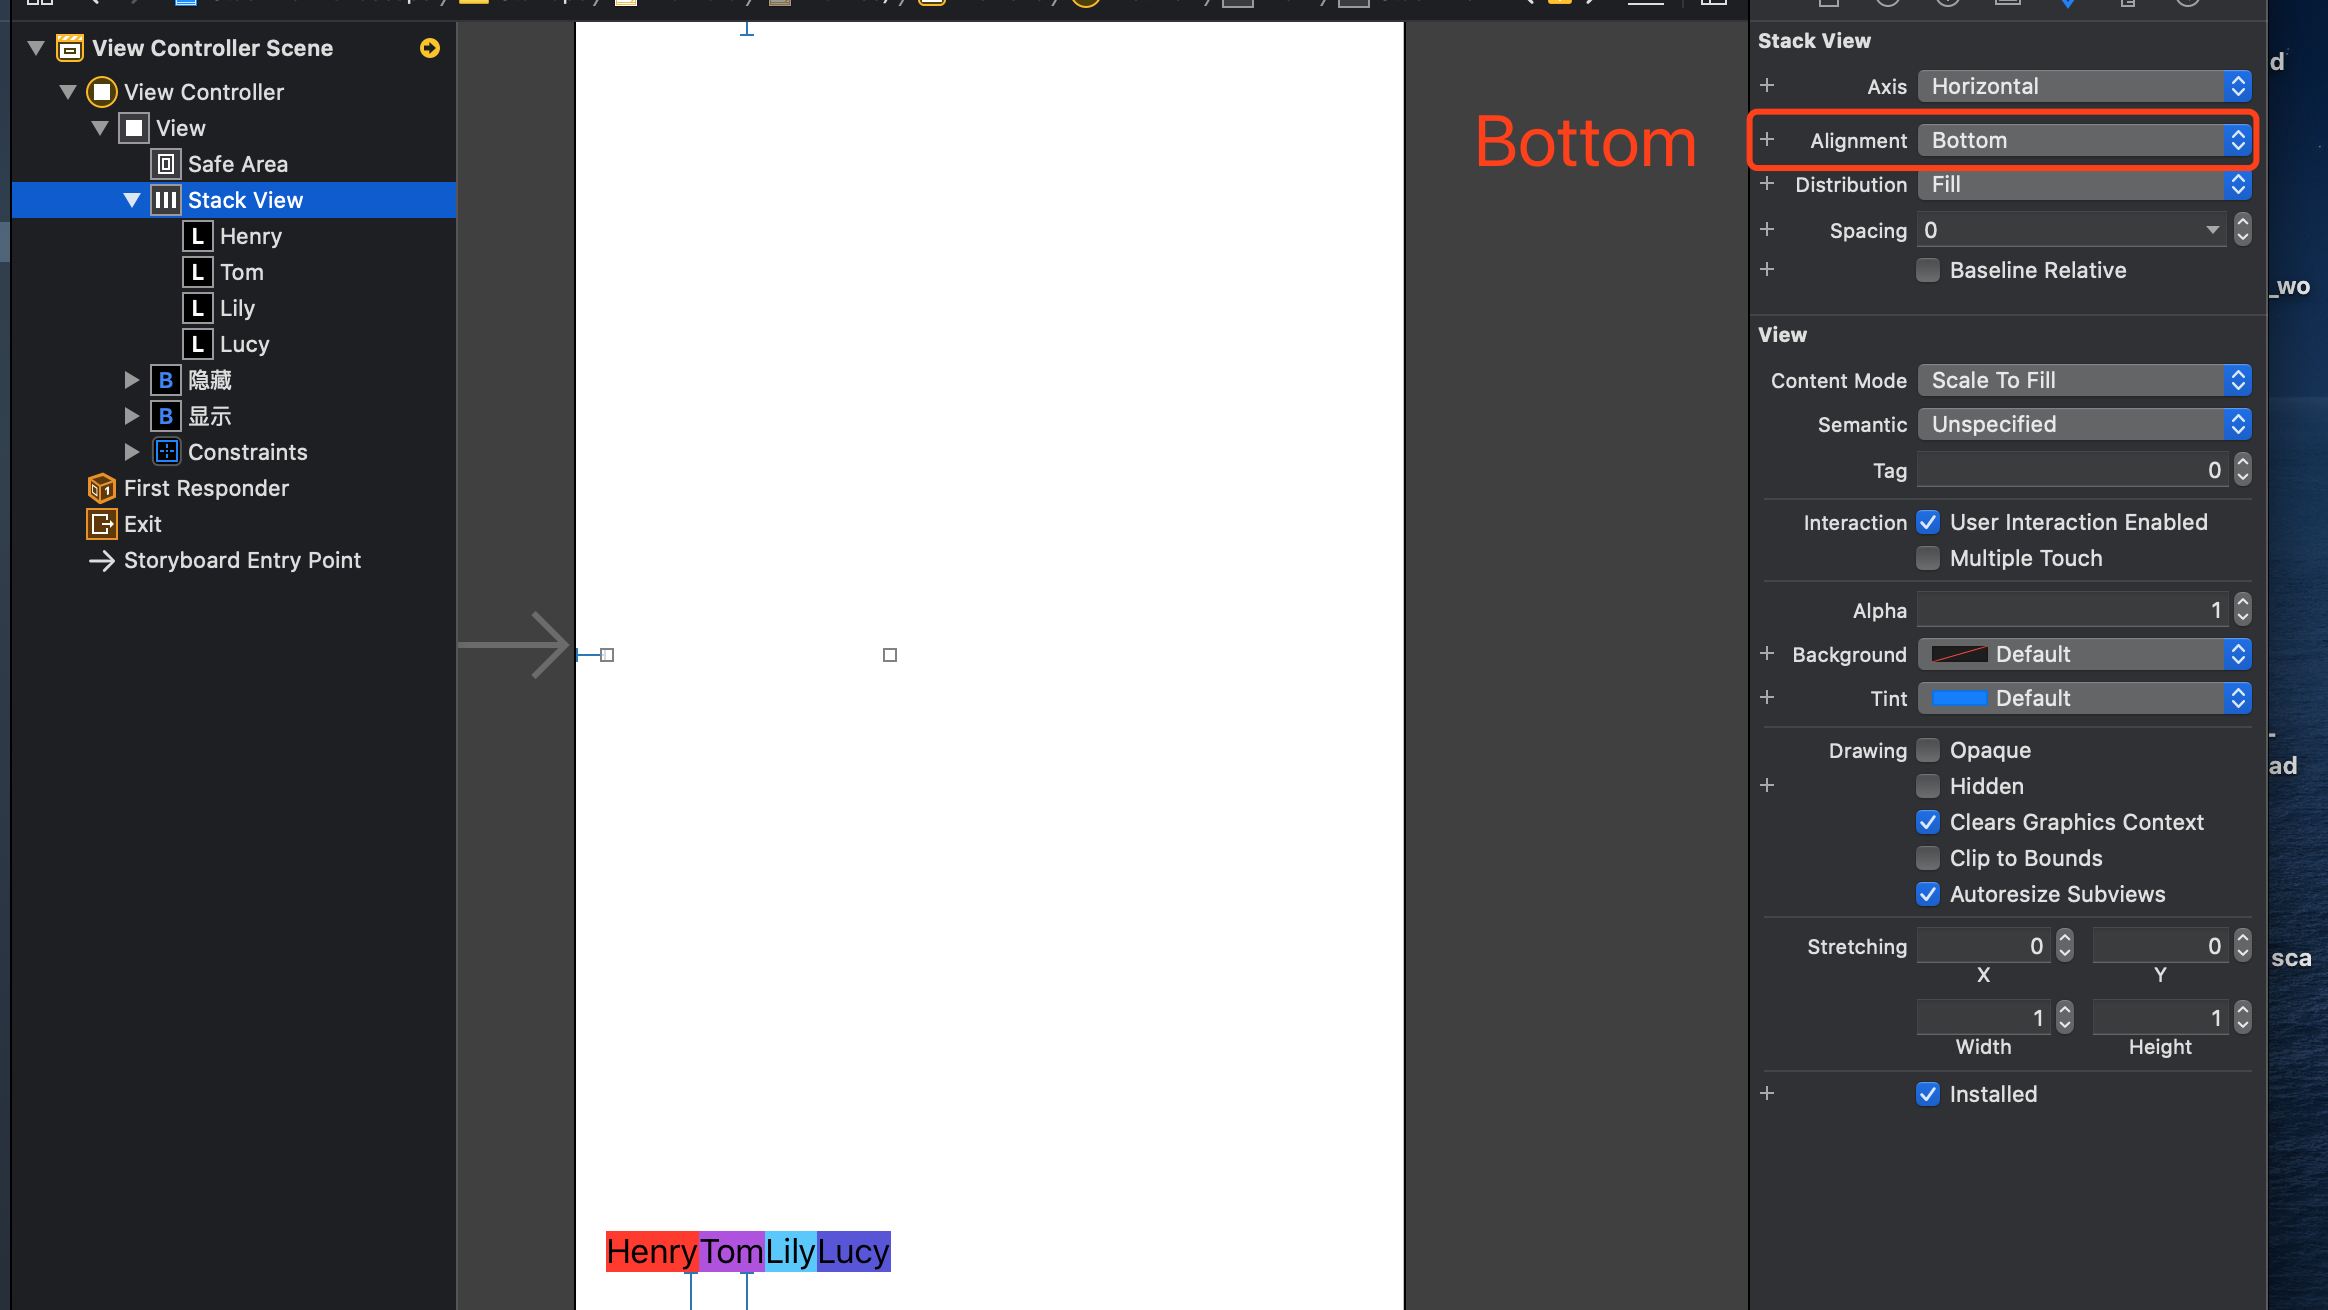 View Controller Scene
View Controller
View
Safe Area
Stack View
L Henry
L Tom
L Lily
L Lucy
B 隐藏
B 显示
Constraints
First Responder
Exit
Storyboard Entry Point
Henry Tom Lily Lucy
Bottom
Stack View
Axis Horizontal
Alignment Bottom
Distribution Fill
Spacing 0
Baseline Relative
View
Content Mode Scale To Fill
Semantic Unspecified
Tag 0
Interaction User Interaction Enabled
Multiple Touch
Alpha 1
Background Default
Tint Default
Drawing Opaque
Hidden
Clears Graphics Context
Clip to Bounds
Autoresize Subviews
Stretching 0 0
X Y
1 1
Width Height
Installed
d
_wo
-
ad
sca